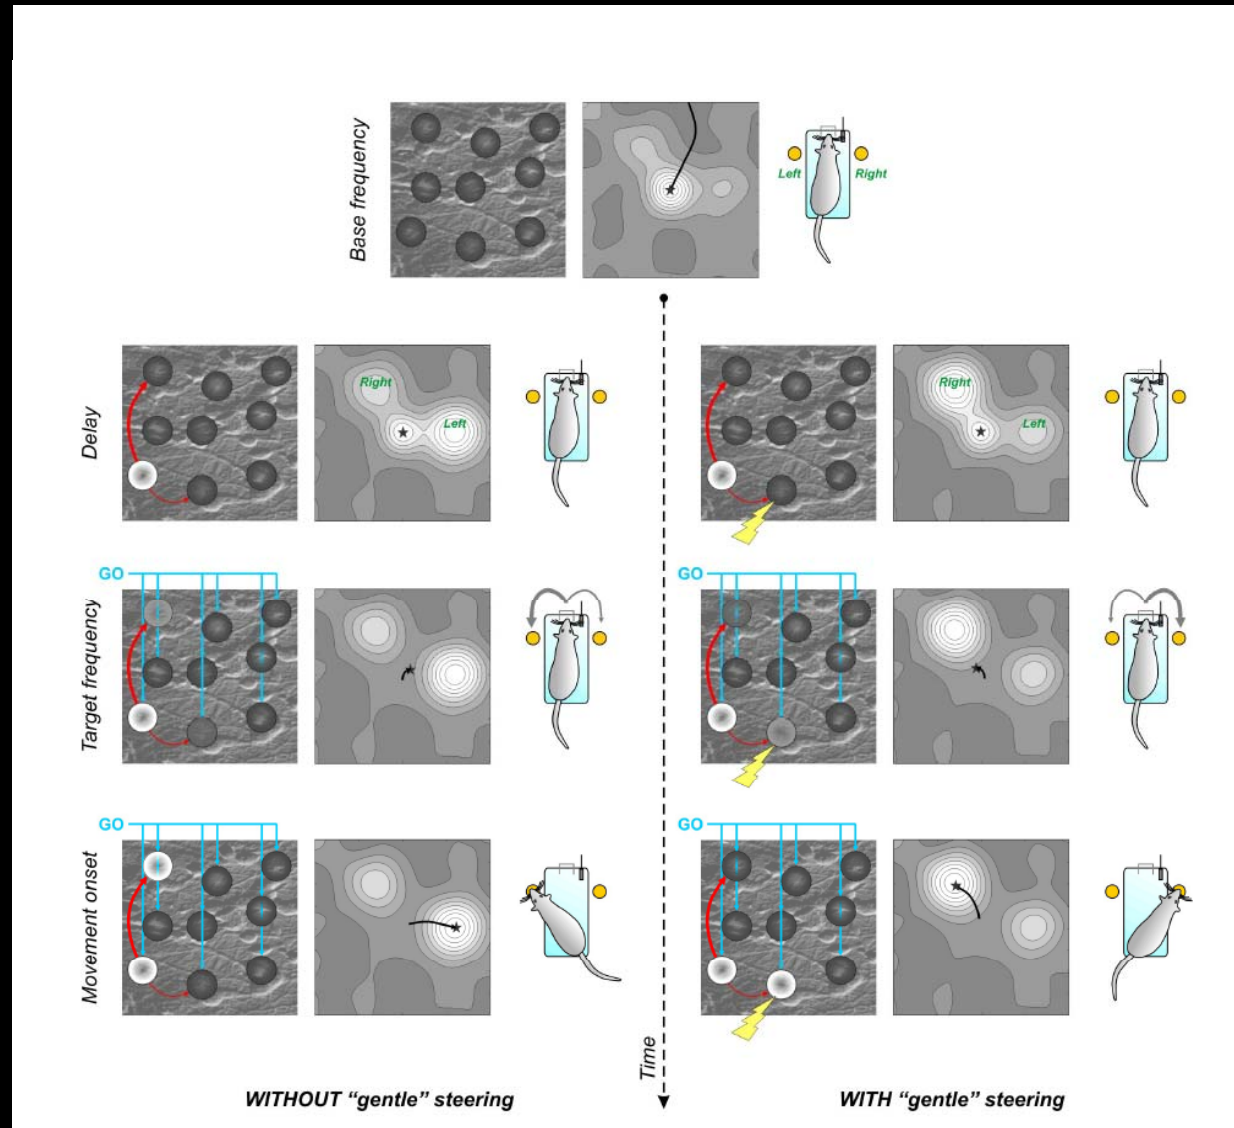 Base frequency
Left
Right
Delay
Right
Left
Right
Left
GO
GO
Target frequency
GO
GO
Movement onset
Time
WITHOUT “gentle” steering
WITH “gentle” steering